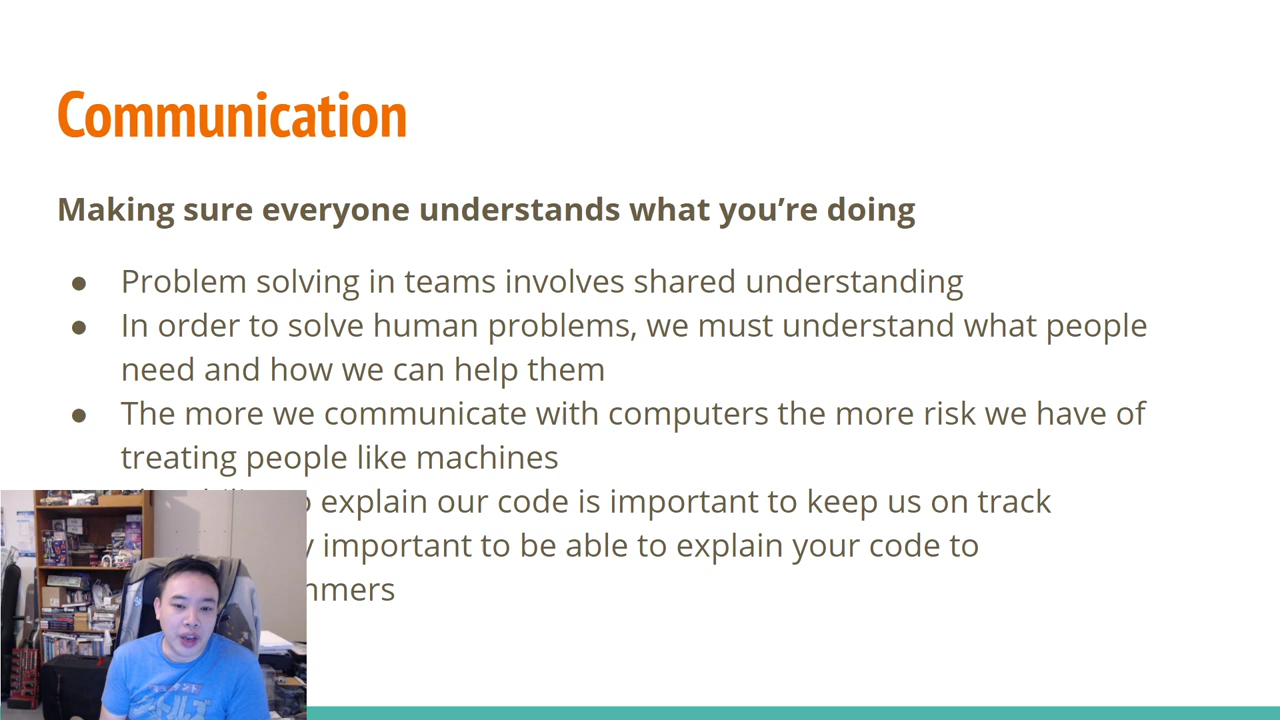 Communication
Making sure everyone understands what you're doing
● Problem solving in teams involves shared understanding
● In order to solve human problems, we must understand what people
need and how we can help them
● The more we communicate with computers the more risk we have of
treating people like machines
explain our code is important to keep us on track
important to be able to explain your code to